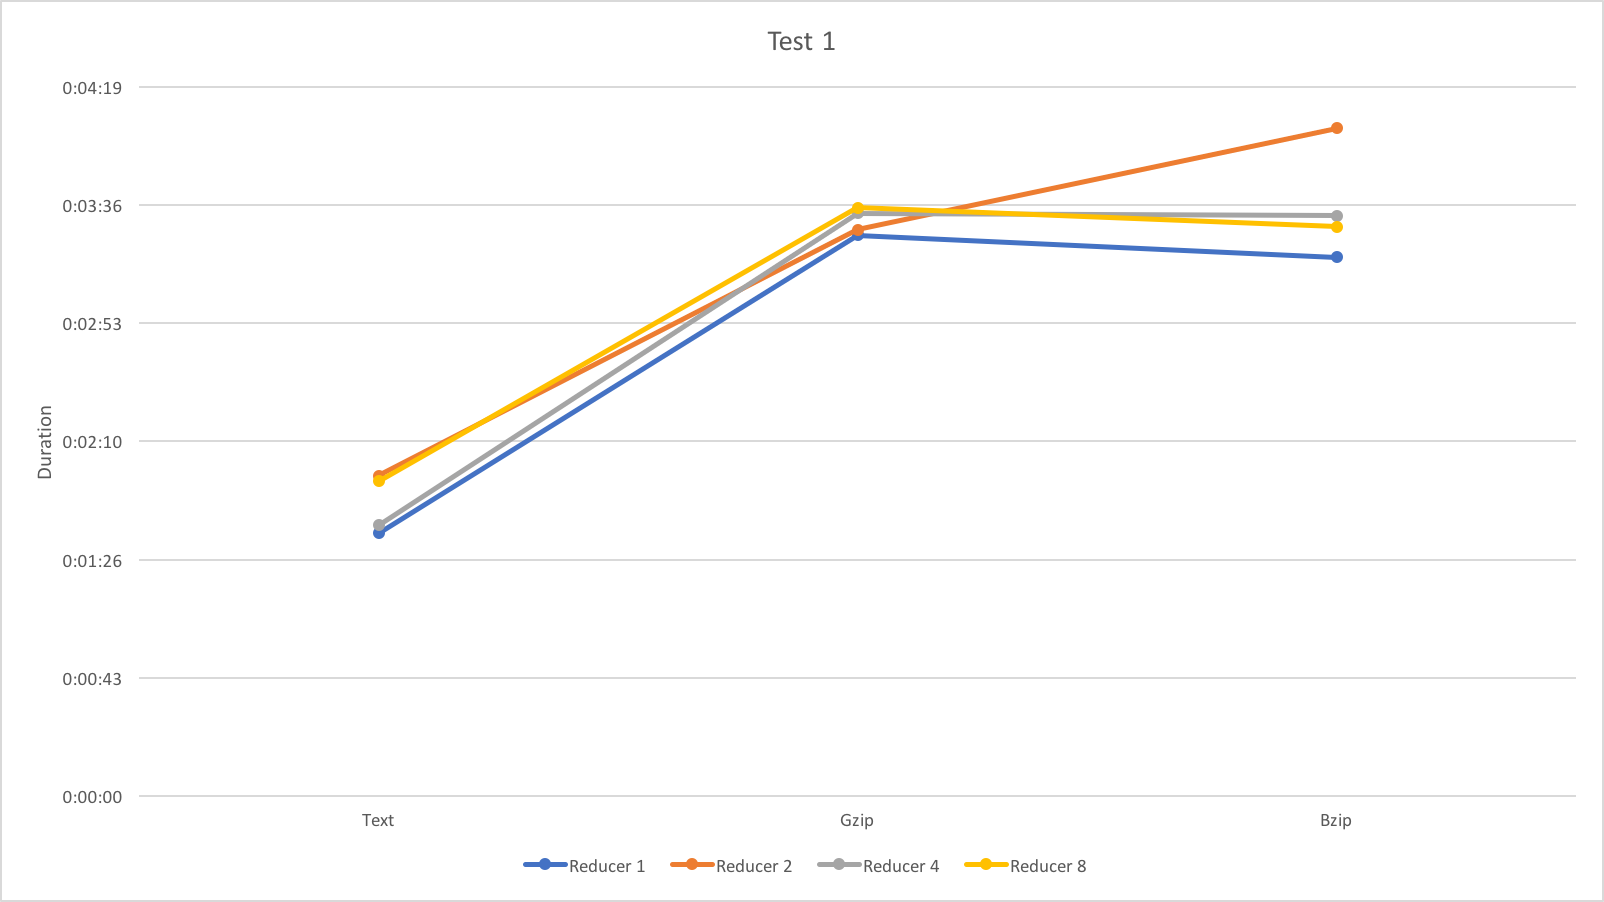 Test 1
0:04:19
0:03:36
0:02:53
0:02:10
0:01:26
0:00:43
0:00:00
Duration
Text Gzip Bzip
Reducer 1 Reducer 2 Reducer 4 Reducer 8